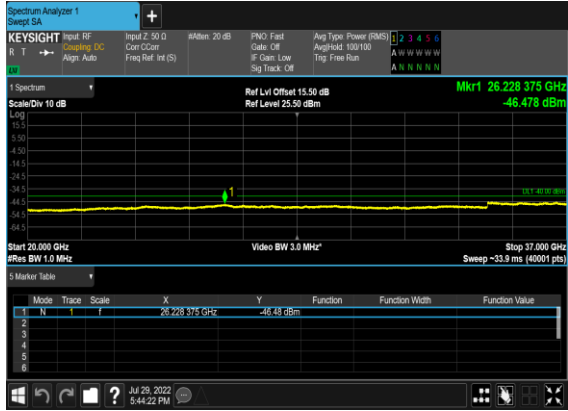 Spectrum Analyzer 1
Swept SA
KEYSIGHT
R T
Input: RF
Coupling: DC
Align: Auto
Input Z: 50 Ω
Corr CCorr
Freq Ref: Int (S)
#Atten: 20 dB
PNO: Fast
Gate: Off
IF Gain: Low
Sig Track: Off
Avg Type: Power (RMS)
Avg|Hold: 100/100
Trig: Free Run
1 2 3 4 5 6
A W W W W W
A N N N N N
1 Spectrum
Scale/Div 10 dB
Ref Lvl Offset 15.50 dB
Ref Level 25.50 dBm
Mkr1 26.228 375 GHz
-46.478 dBm
Log
15.5
5.50
-4.50
-14.5
-24.5
-34.5
-44.5
-54.5
-64.5
1
DL1 -40.00 dBm
Start 20.000 GHz
#Res BW 1.0 MHz
Video BW 3.0 MHz*
Stop 37.000 GHz
Sweep ~33.9 ms (40001 pts)
5 Marker Table
Mode Trace Scale X Y Function Function Width Function Value
1 N 1 f 26.228 375 GHz -46.48 dBm
2
3
4
5
6
?
Jul 29, 2022
5:44:22 PM